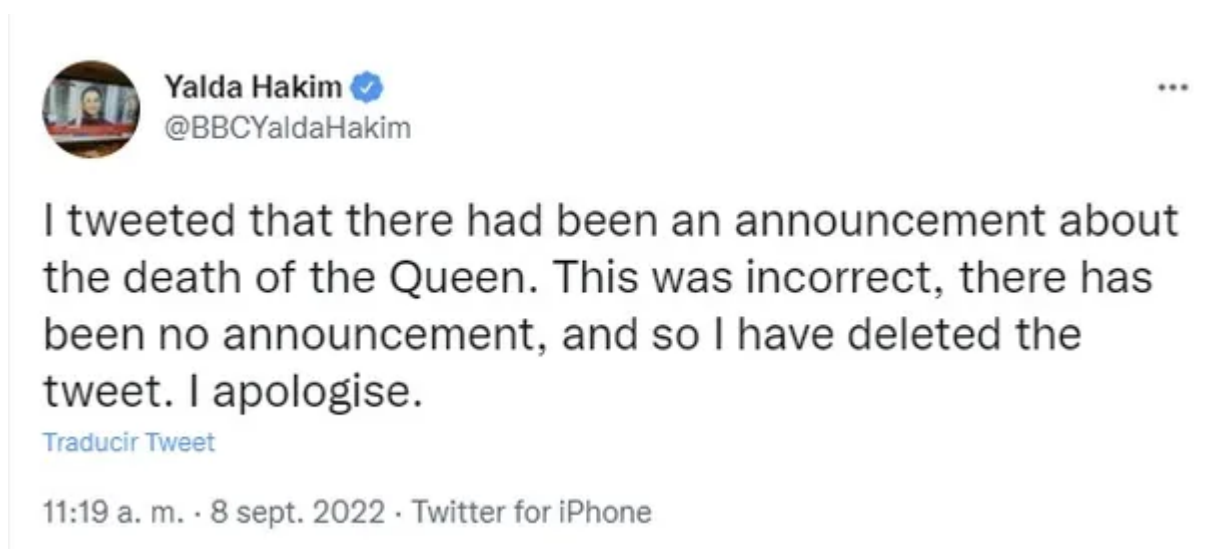 Yalda Hakim
@BBCYaldaHakim
I tweeted that there had been an announcement about
the death of the Queen. This was incorrect, there has
been no announcement, and so I have deleted the
tweet. I apologise.
Traducir Tweet
11:19 a. m. · 8 sept. 2022 · Twitter for iPhone